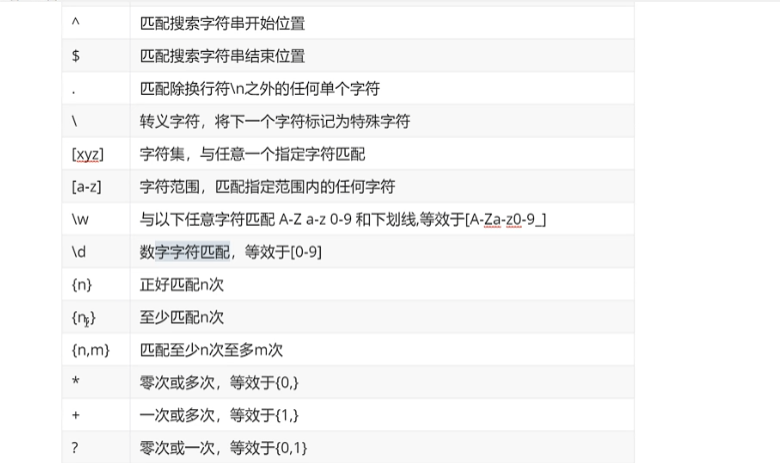 ^ 匹配搜索字符串开始位置
$ 匹配搜索字符串结束位置
. 匹配除换行符\n之外的任何单个字符
\ 转义字符，将下一个字符标记为特殊字符
[xyz] 字符集，与任意一个指定字符匹配
[a-z] 字符范围，匹配指定范围内的任何字符
\w 与以下任意字符匹配 A-Z a-z 0-9 和下划线,等效于[A-Za-z0-9_]
\d 数字字符匹配，等效于[0-9]
{n} 正好匹配n次
{n,} 至少匹配n次
{n,m} 匹配至少n次至多m次
* 零次或多次，等效于{0,}
+ 一次或多次，等效于{1,}
? 零次或一次，等效于{0,1}